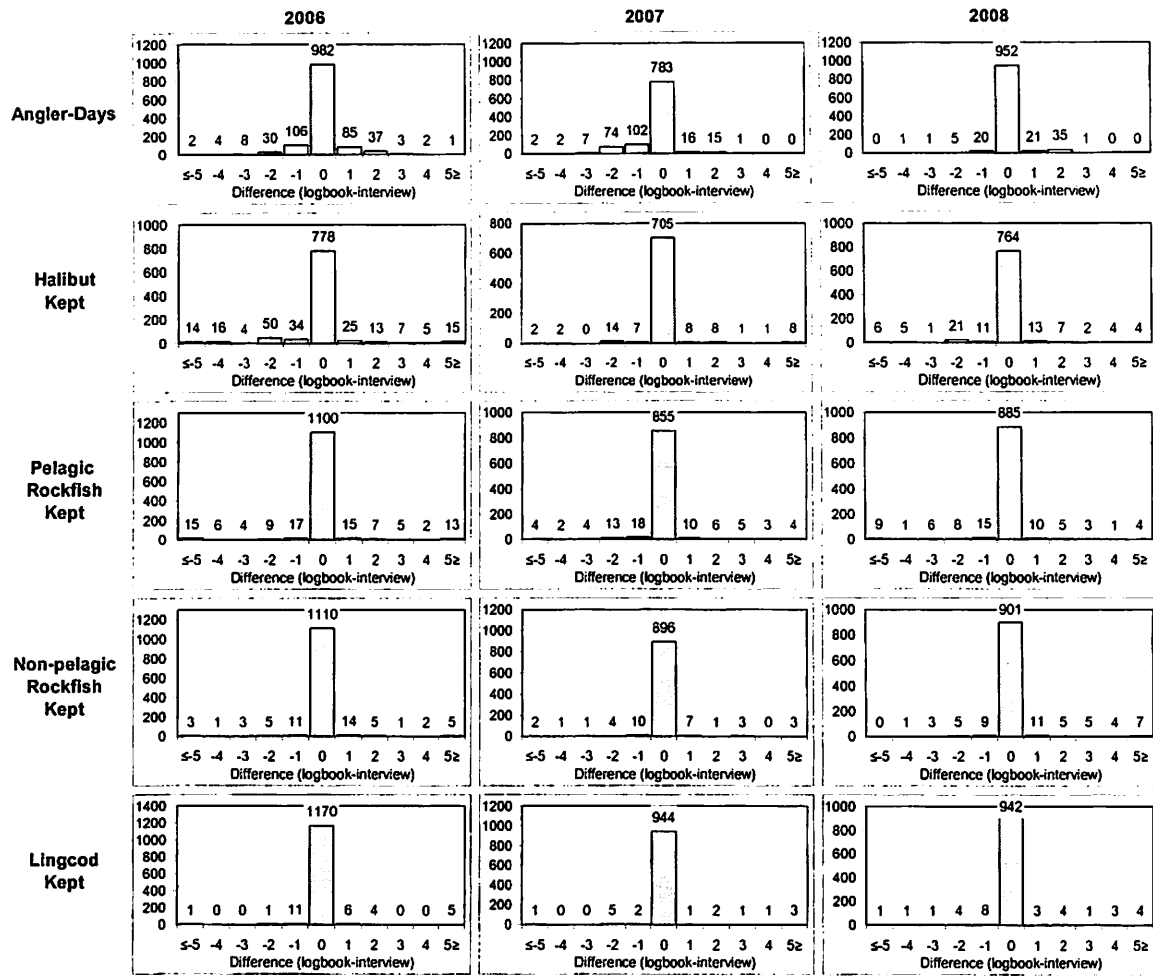 2006 2007 2008
Angler-Days
1200 1000 800 600 400 200 0
2 4 8 30 106 982 85 37 3 2 1
≤-5 -4 -3 -2 -1 0 1 2 3 4 5≥
Difference (logbook-interview)
1200 1000 800 600 400 200 0
2 2 7 74 102 783 16 15 1 0 0
≤-5 -4 -3 -2 -1 0 1 2 3 4 5≥
Difference (logbook-interview)
1200 1000 800 600 400 200 0
0 1 1 5 20 952 21 35 1 0 0
≤-5 -4 -3 -2 -1 0 1 2 3 4 5≥
Difference (logbook-interview)
Halibut
Kept
1000 800 600 400 200 0
14 16 4 50 34 778 25 13 7 5 15
≤-5 -4 -3 -2 -1 0 1 2 3 4 5≥
Difference (logbook-interview)
800 600 400 200 0
2 2 0 14 7 705 8 8 1 1 8
≤-5 -4 -3 -2 -1 0 1 2 3 4 5≥
Difference (logbook-interview)
1000 800 600 400 200 0
6 5 1 21 11 764 13 7 2 4 4
≤-5 -4 -3 -2 -1 0 1 2 3 4 5≥
Difference (logbook-interview)
Pelagic
Rockfish
Kept
1200 1000 800 600 400 200 0
15 6 4 9 17 1100 15 7 5 2 13
≤-5 -4 -3 -2 -1 0 1 2 3 4 5≥
Difference (logbook-interview)
1000 800 600 400 200 0
4 2 4 13 18 855 10 6 5 3 4
≤-5 -4 -3 -2 -1 0 1 2 3 4 5≥
Difference (logbook-interview)
1000 800 600 400 200 0
9 1 6 8 15 885 10 5 3 1 4
≤-5 -4 -3 -2 -1 0 1 2 3 4 5≥
Difference (logbook-interview)
Non-pelagic
Rockfish
Kept
1200 1000 800 600 400 200 0
3 1 3 5 11 1110 14 5 1 2 5
≤-5 -4 -3 -2 -1 0 1 2 3 4 5≥
Difference (logbook-interview)
1200 1000 800 600 400 200 0
2 1 1 4 10 896 7 1 3 0 3
≤-5 -4 -3 -2 -1 0 1 2 3 4 5≥
Difference (logbook-interview)
1000 800 600 400 200 0
0 1 3 5 9 901 11 5 5 4 7
≤-5 -4 -3 -2 -1 0 1 2 3 4 5≥
Difference (logbook-interview)
Lingcod
Kept
1400 1200 1000 800 600 400 200 0
1 0 0 1 11 1170 6 4 0 0 5
≤-5 -4 -3 -2 -1 0 1 2 3 4 5≥
Difference (logbook-interview)
1200 1000 800 600 400 200 0
1 0 0 5 2 944 1 2 1 1 3
≤-5 -4 -3 -2 -1 0 1 2 3 4 5≥
Difference (logbook-interview)
1000 800 600 400 200 0
1 1 1 4 8 942 3 4 1 3 4
≤-5 -4 -3 -2 -1 0 1 2 3 4 5≥
Difference (logbook-interview)